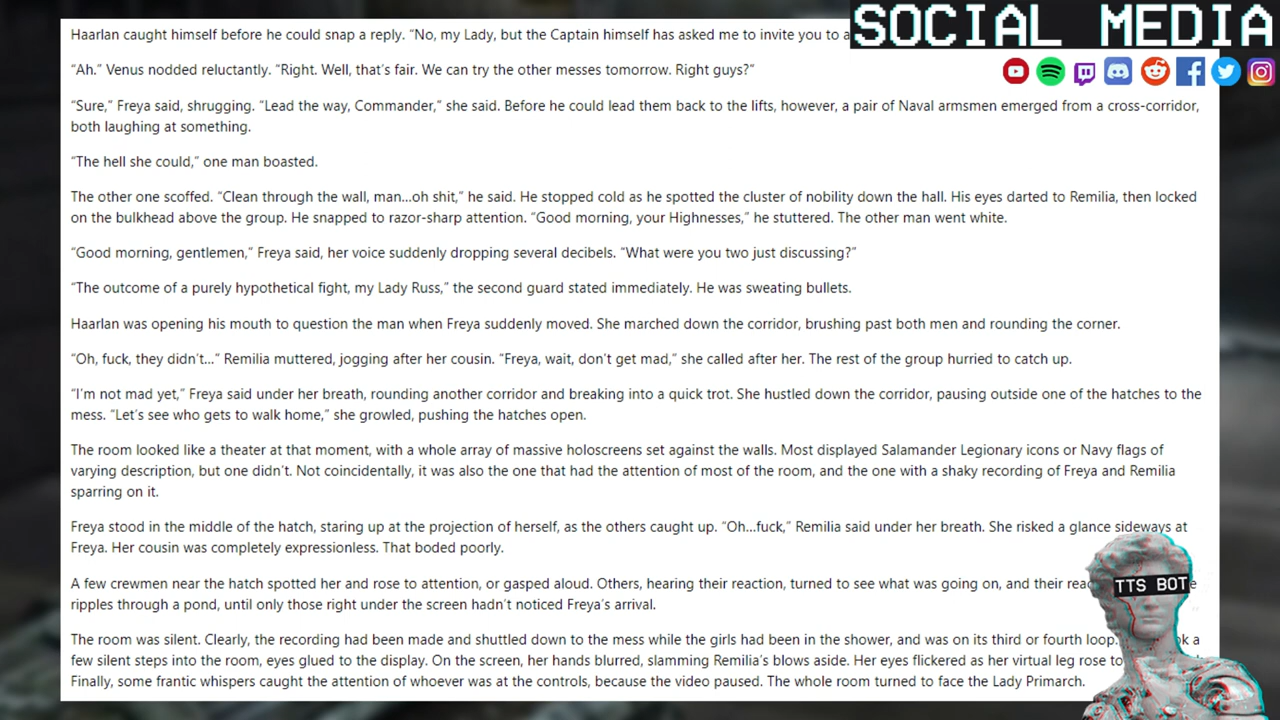 SOCIAL MEDIA
Haarlan caught himself before he could snap a reply. “No, my Lady, but the Captain himself has asked me to invite you to a
“Ah.” Venus nodded reluctantly. “Right. Well, that’s fair. We can try the other messes tomorrow. Right guys?”
“Sure,” Freya said, shrugging. “Lead the way, Commander,” she said. Before he could lead them back to the lifts, however, a pair of Naval armsmen emerged from a cross-corridor,
both laughing at something.
“The hell she could,” one man boasted.
The other one scoffed. “Clean through the wall, man…oh shit,” he said. He stopped cold as he spotted the cluster of nobility down the hall. His eyes darted to Remilia, then locked
on the bulkhead above the group. He snapped to razor-sharp attention. “Good morning, your Highnesses,” he stuttered. The other man went white.
“Good morning, gentlemen,” Freya said, her voice suddenly dropping several decibels. “What were you two just discussing?”
“The outcome of a purely hypothetical fight, my Lady Russ,” the second guard stated immediately. He was sweating bullets.
Haarlan was opening his mouth to question the man when Freya suddenly moved. She marched down the corridor, brushing past both men and rounding the corner.
“Oh, fuck, they didn’t…” Remilia muttered, jogging after her cousin. “Freya, wait, don’t get mad,” she called after her. The rest of the group hurried to catch up.
“I’m not mad yet,” Freya said under her breath, rounding another corridor and breaking into a quick trot. She hustled down the corridor, pausing outside one of the hatches to the
mess. “Let’s see who gets to walk home,” she growled, pushing the hatches open.
The room looked like a theater at that moment, with a whole array of massive holoscreens set against the walls. Most displayed Salamander Legionary icons or Navy flags of
varying description, but one didn’t. Not coincidentally, it was also the one that had the attention of most of the room, and the one with a shaky recording of Freya and Remilia
sparring on it.
Freya stood in the middle of the hatch, staring up at the projection of herself, as the others caught up. “Oh…fuck,” Remilia said under her breath. She risked a glance sideways at
Freya. Her cousin was completely expressionless. That boded poorly.
A few crewmen near the hatch spotted her and rose to attention, or gasped aloud. Others, hearing their reaction, turned to see what was going on, and their
ripples through a pond, until only those right under the screen hadn’t noticed Freya’s arrival.
The room was silent. Clearly, the recording had been made and shuttled down to the mess while the girls had been in the shower, and was on its third or fourth loop.
few silent steps into the room, eyes glued to the display. On the screen, her hands blurred, slamming Remilia’s blows aside. Her eyes flickered as her virtual leg rose to
Finally, some frantic whispers caught the attention of whoever was at the controls, because the video paused. The whole room turned to face the Lady Primarch.
TTS BOT